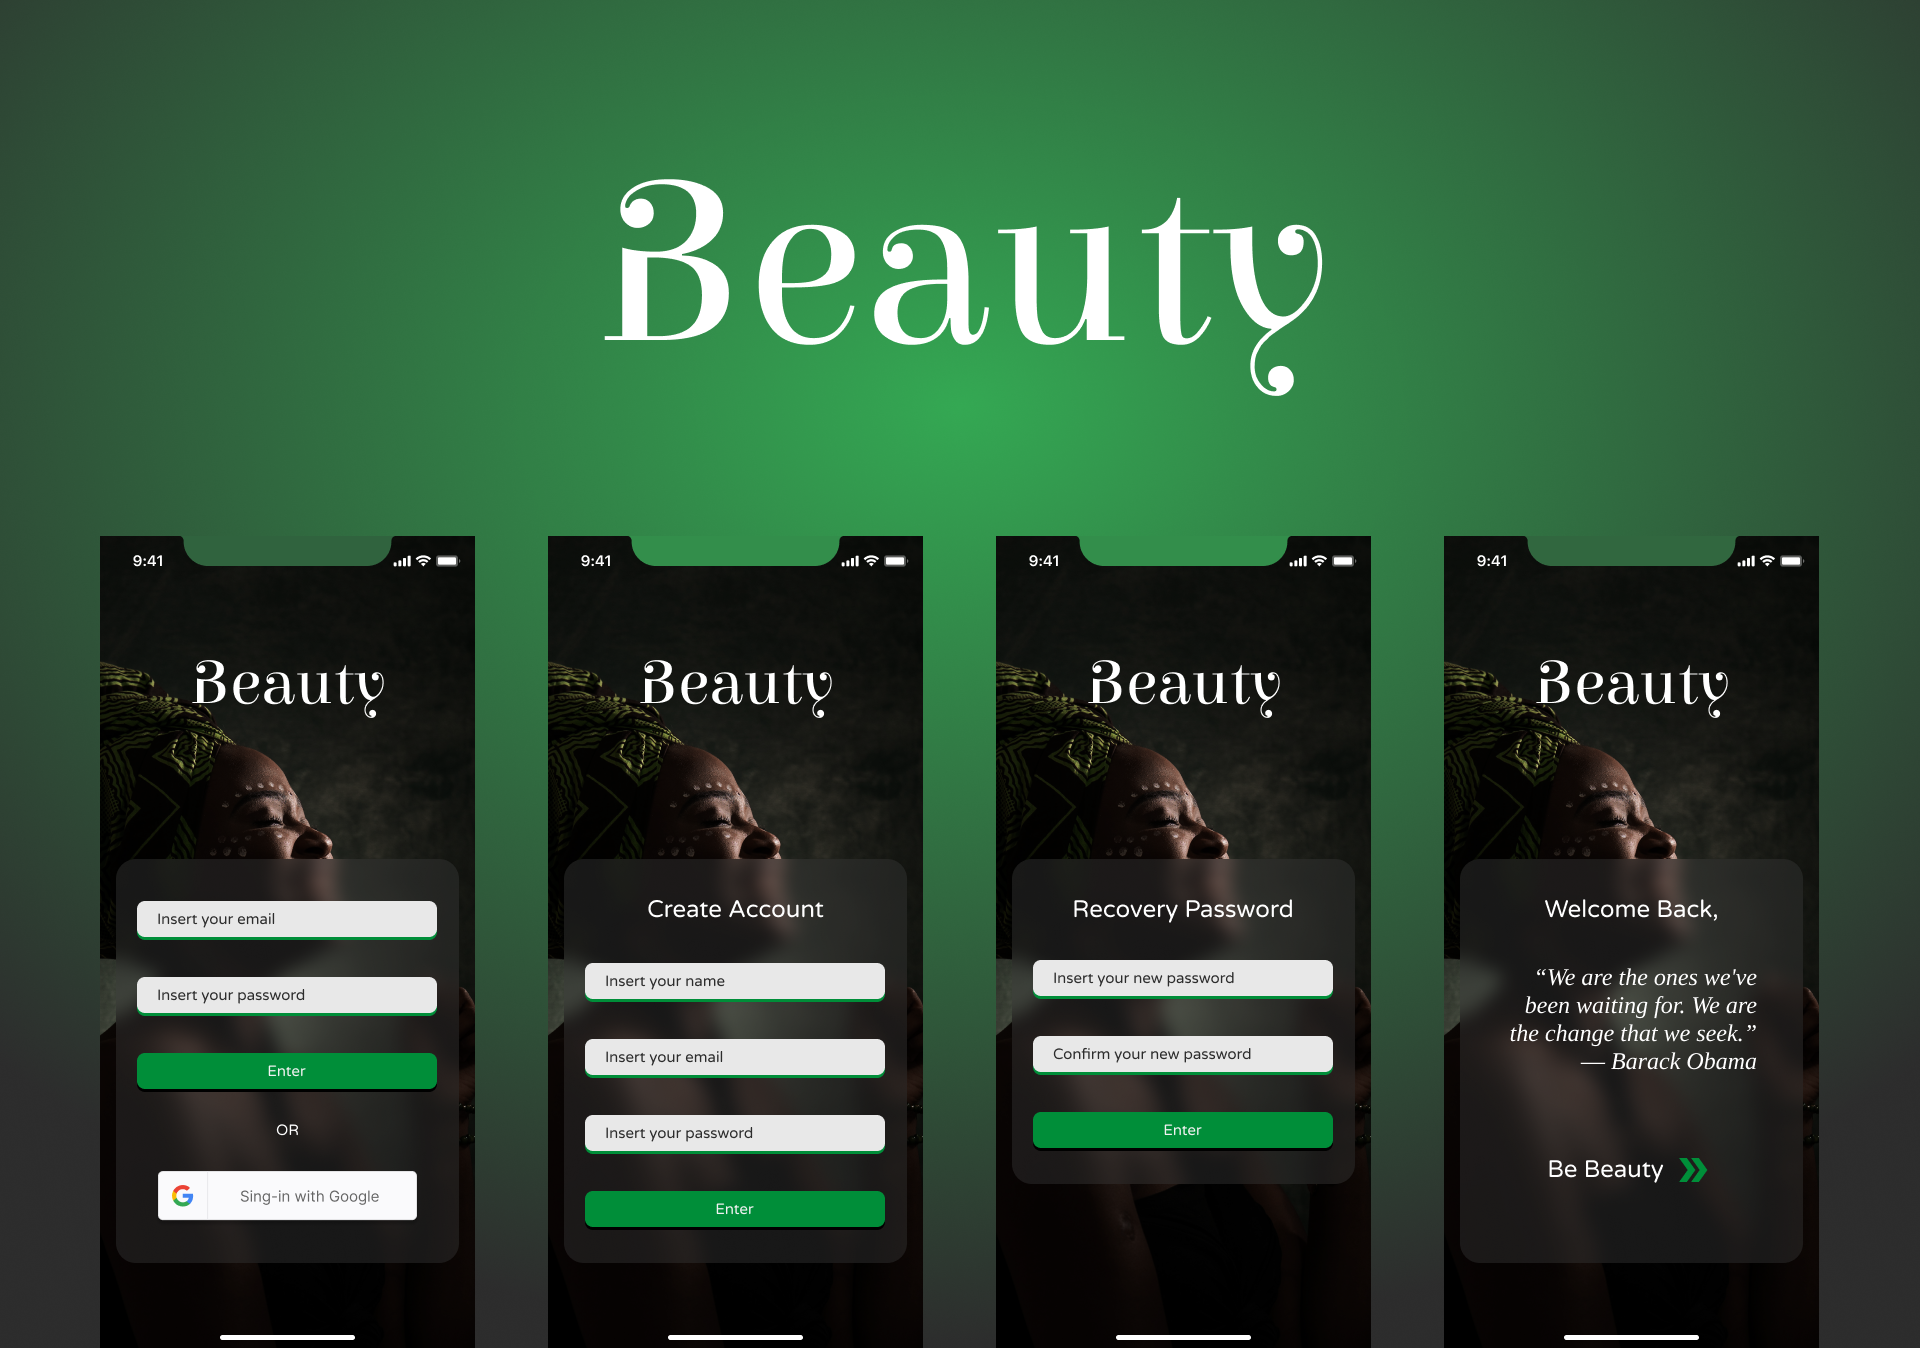 Beauty
9:41
Beauty
Insert your email
Insert your password
Enter
OR
Sing-in with Google
9:41
Beauty
Create Account
Insert your name
Insert your email
Insert your password
Enter
9:41
Beauty
Recovery Password
Insert your new password
Confirm your new password
Enter
9:41
Beauty
Welcome Back,
“We are the ones we've
been waiting for. We are
the change that we seek.”
— Barack Obama
Be Beauty